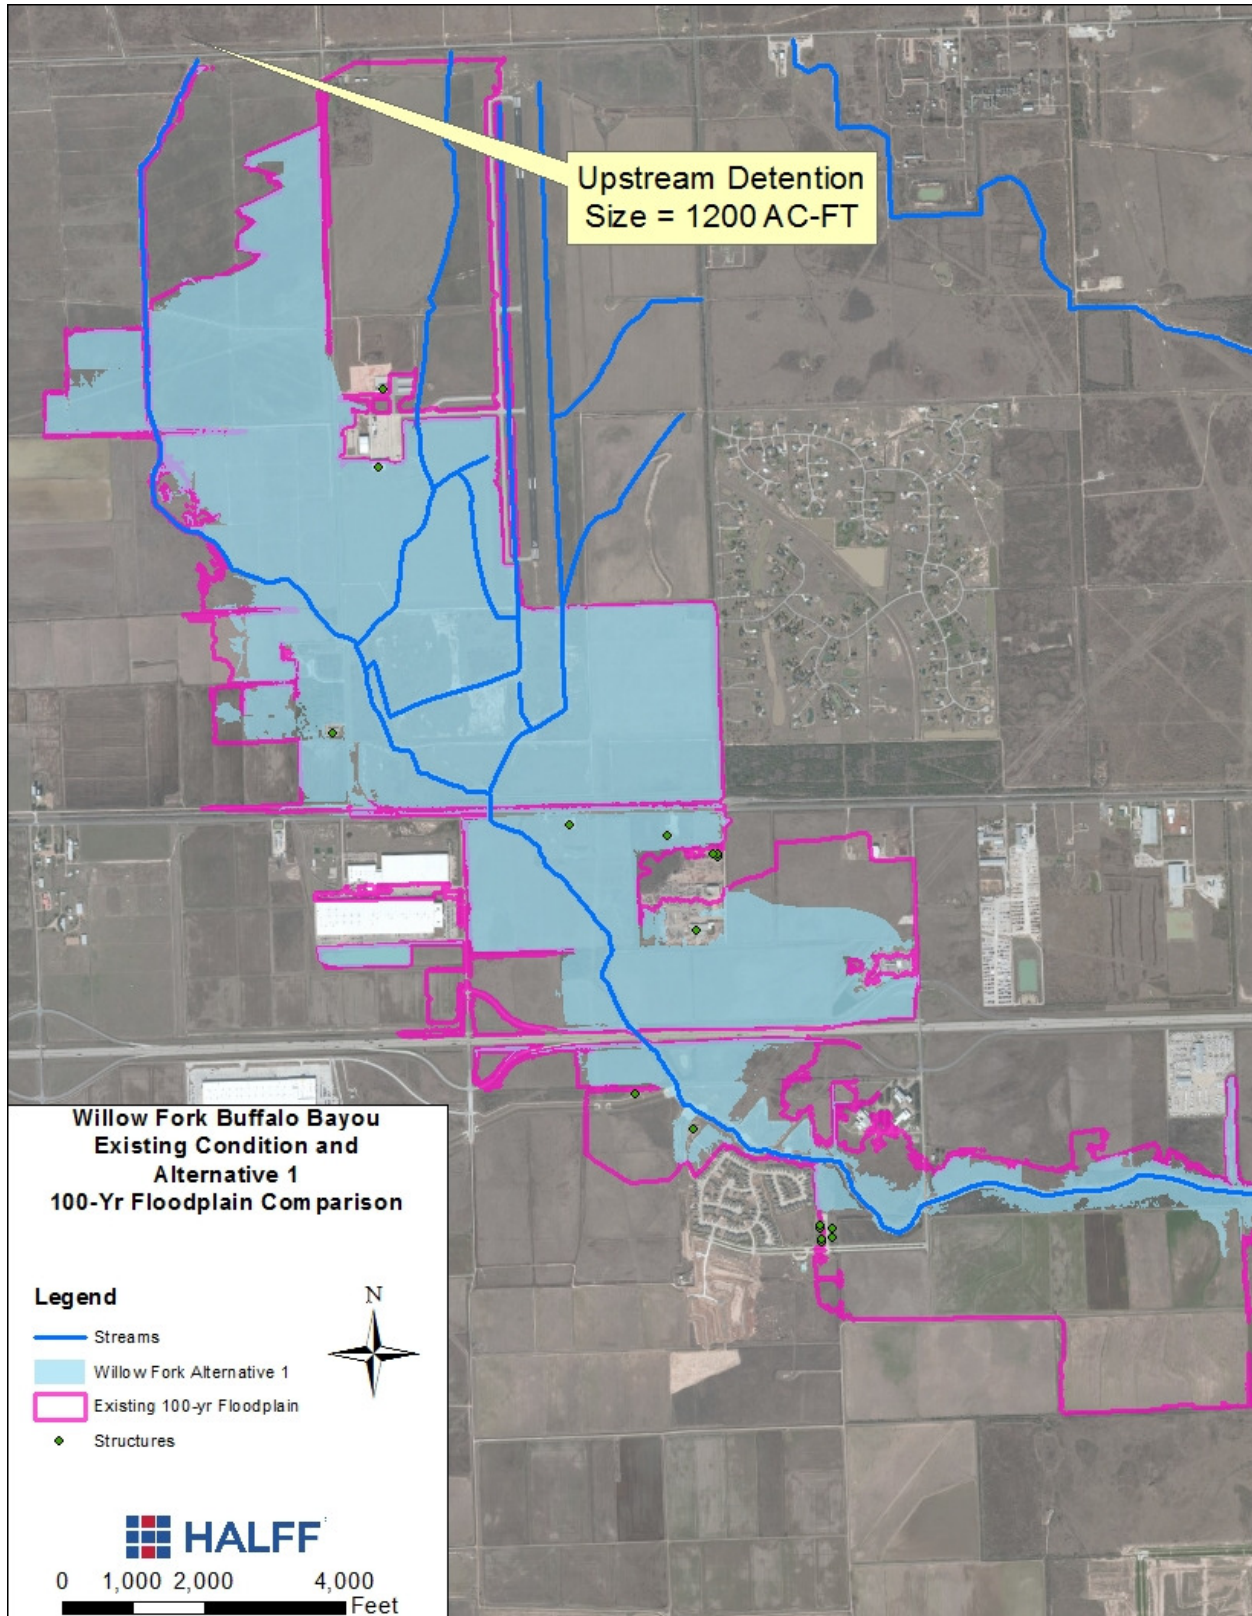 Upstream Detention
Size = 1200 AC-FT
Willow Fork Buffalo Bayou
Existing Condition and
Alternative 1
100-Yr Floodplain Comparison
Legend
N
Streams
Willow Fork Alternative 1
Existing 100-yr Floodplain
Structures
HALFF
0 1,000 2,000 4,000
Feet